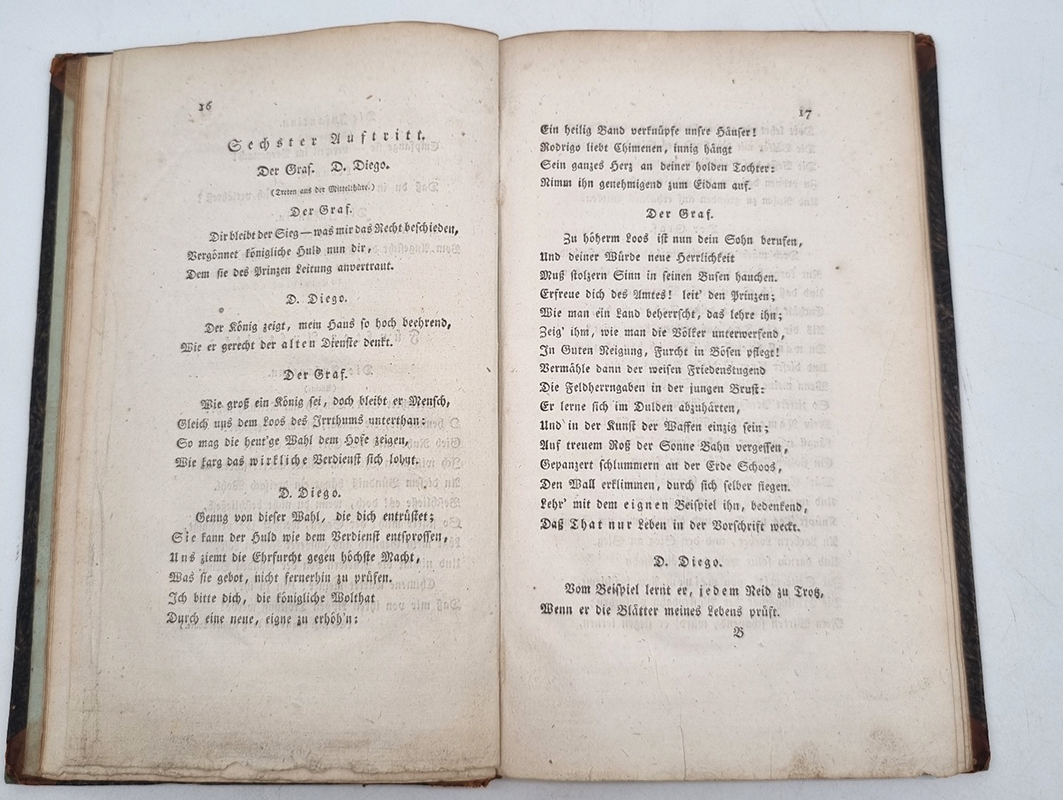 16
Sechster Auftritt.
Der Graf. D. Diego.
(Treten aus der Mittelthüre.)
Der Graf.
Dir bleibt der Sieg — was mir das Recht beschieden,
Vergönnet königliche Huld nun dir,
Dem sie des Prinzen Leitung anvertraut.
D. Diego.
Der König zeigt, mein Haus so hoch beehrend,
Wie er gerecht der alten Dienste denkt.
Der Graf.
Wie groß ein König sei, doch bleibt er Mensch,
Gleich uns dem Loos des Irrthums unterthan:
So mag die heut'ge Wahl dem Hofe zeigen,
Wie karg das wirkliche Verdienst sich lohnt.
D. Diego.
Genug von dieser Wahl, die dich entrüstet;
Sie kann der Huld wie dem Verdienst entsprossen,
Uns ziemt die Ehrfurcht gegen höchste Macht,
Was sie gebot, nicht fernerhin zu prüfen.
Ich bitte dich, die königliche Wolthat
Durch eine neue, eigne zu erhöh'n:
17
Ein heilig Band verknüpfe unsre Häuser!
Rodrigo liebt Chimenen, innig hängt
Sein ganzes Herz an deiner holden Tochter:
Nimm ihn genehmigend zum Eidam auf.
Der Graf.
Zu höherm Loos ist nun dein Sohn berufen,
Und deiner Würde neue Herrlichkeit
Muß stolzern Sinn in seinen Busen hauchen.
Erfreue dich des Amtes! leit' den Prinzen;
Wie man ein Land beherrscht, das lehre ihn;
Zeig' ihm, wie man die Völker unterwerfend,
In Guten Neigung, Furcht in Bösen pflegt!
Vermähle dann der weisen Friedenstugend
Die Feldherrngaben in der jungen Brust:
Er lerne sich im Dulden abzuhärten,
Und in der Kunst der Waffen einzig sein;
Auf treuem Roß der Sonne Bahn vergessen,
Gepanzert schlummern an der Erde Schoos,
Den Wall erklimmen, durch sich selber siegen.
Lehr' mit dem eignen Beispiel ihn, bedenkend,
Daß That nur Leben in der Vorschrift weckt.
D. Diego.
Vom Beispiel lernt er, jedem Neid zu Trotz,
Wenn er die Blätter meines Lebens prüft.
B